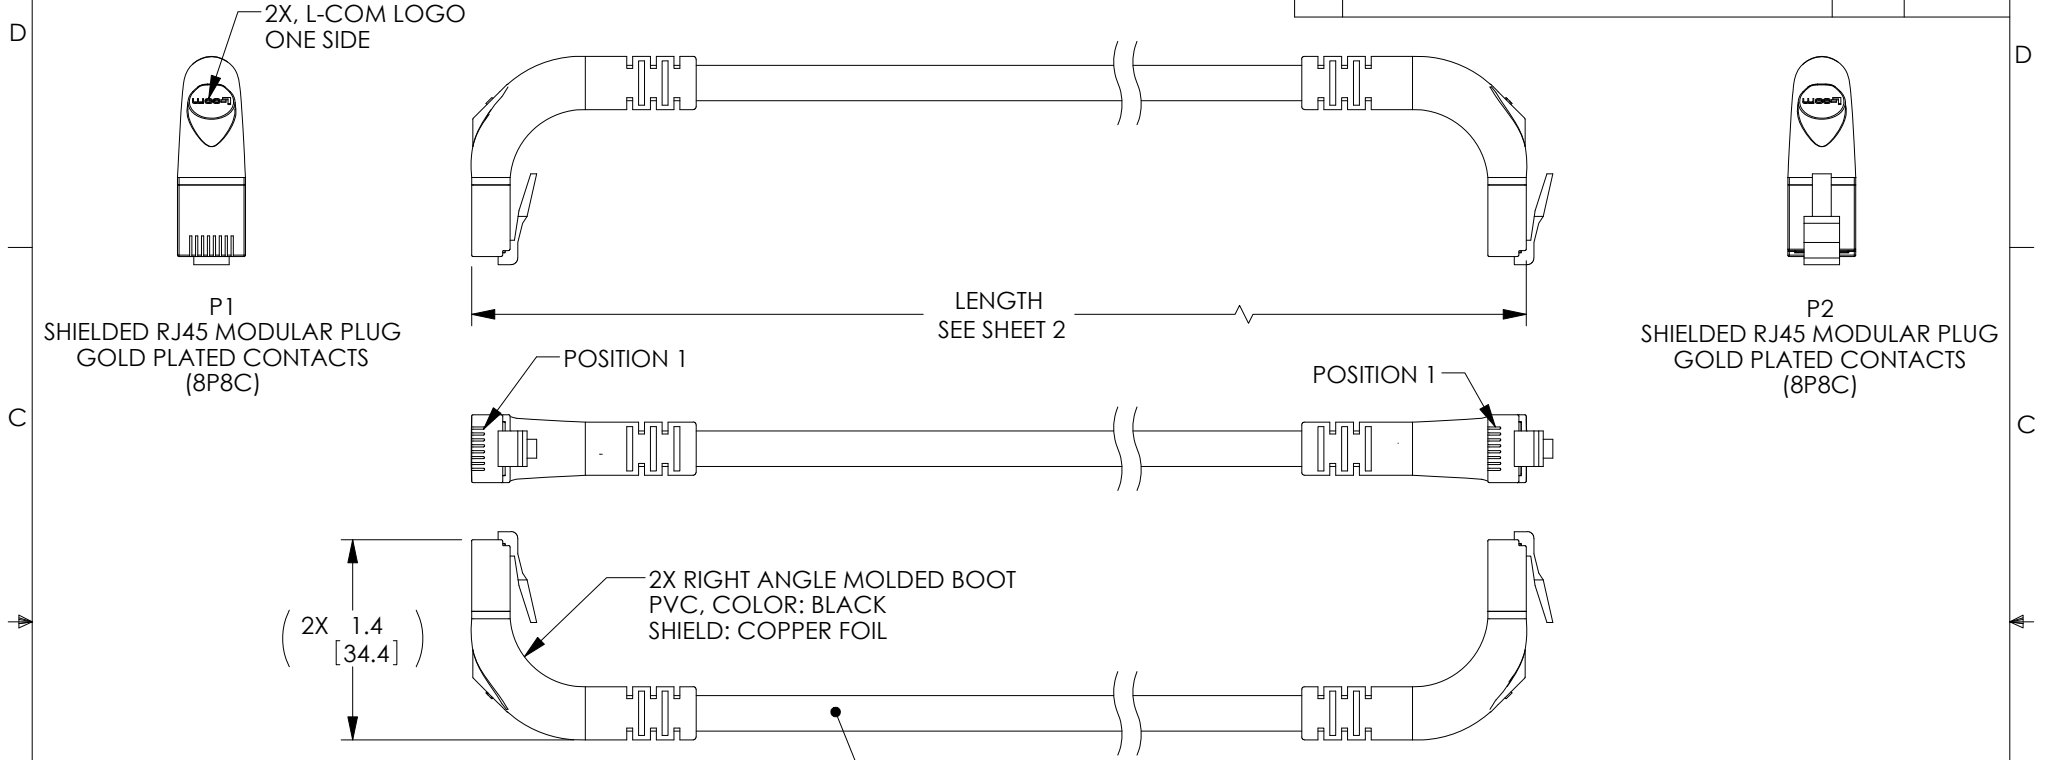 D
2X, L-COM LOGO
ONE SIDE
D
P1
SHIELDED RJ45 MODULAR PLUG
GOLD PLATED CONTACTS
(8P8C)
LENGTH
SEE SHEET 2
P2
SHIELDED RJ45 MODULAR PLUG
GOLD PLATED CONTACTS
(8P8C)
POSITION 1
POSITION 1
C
C
2X RIGHT ANGLE MOLDED BOOT
PVC, COLOR: BLACK
SHIELD: COPPER FOIL
(2X 1.4
[34.4])